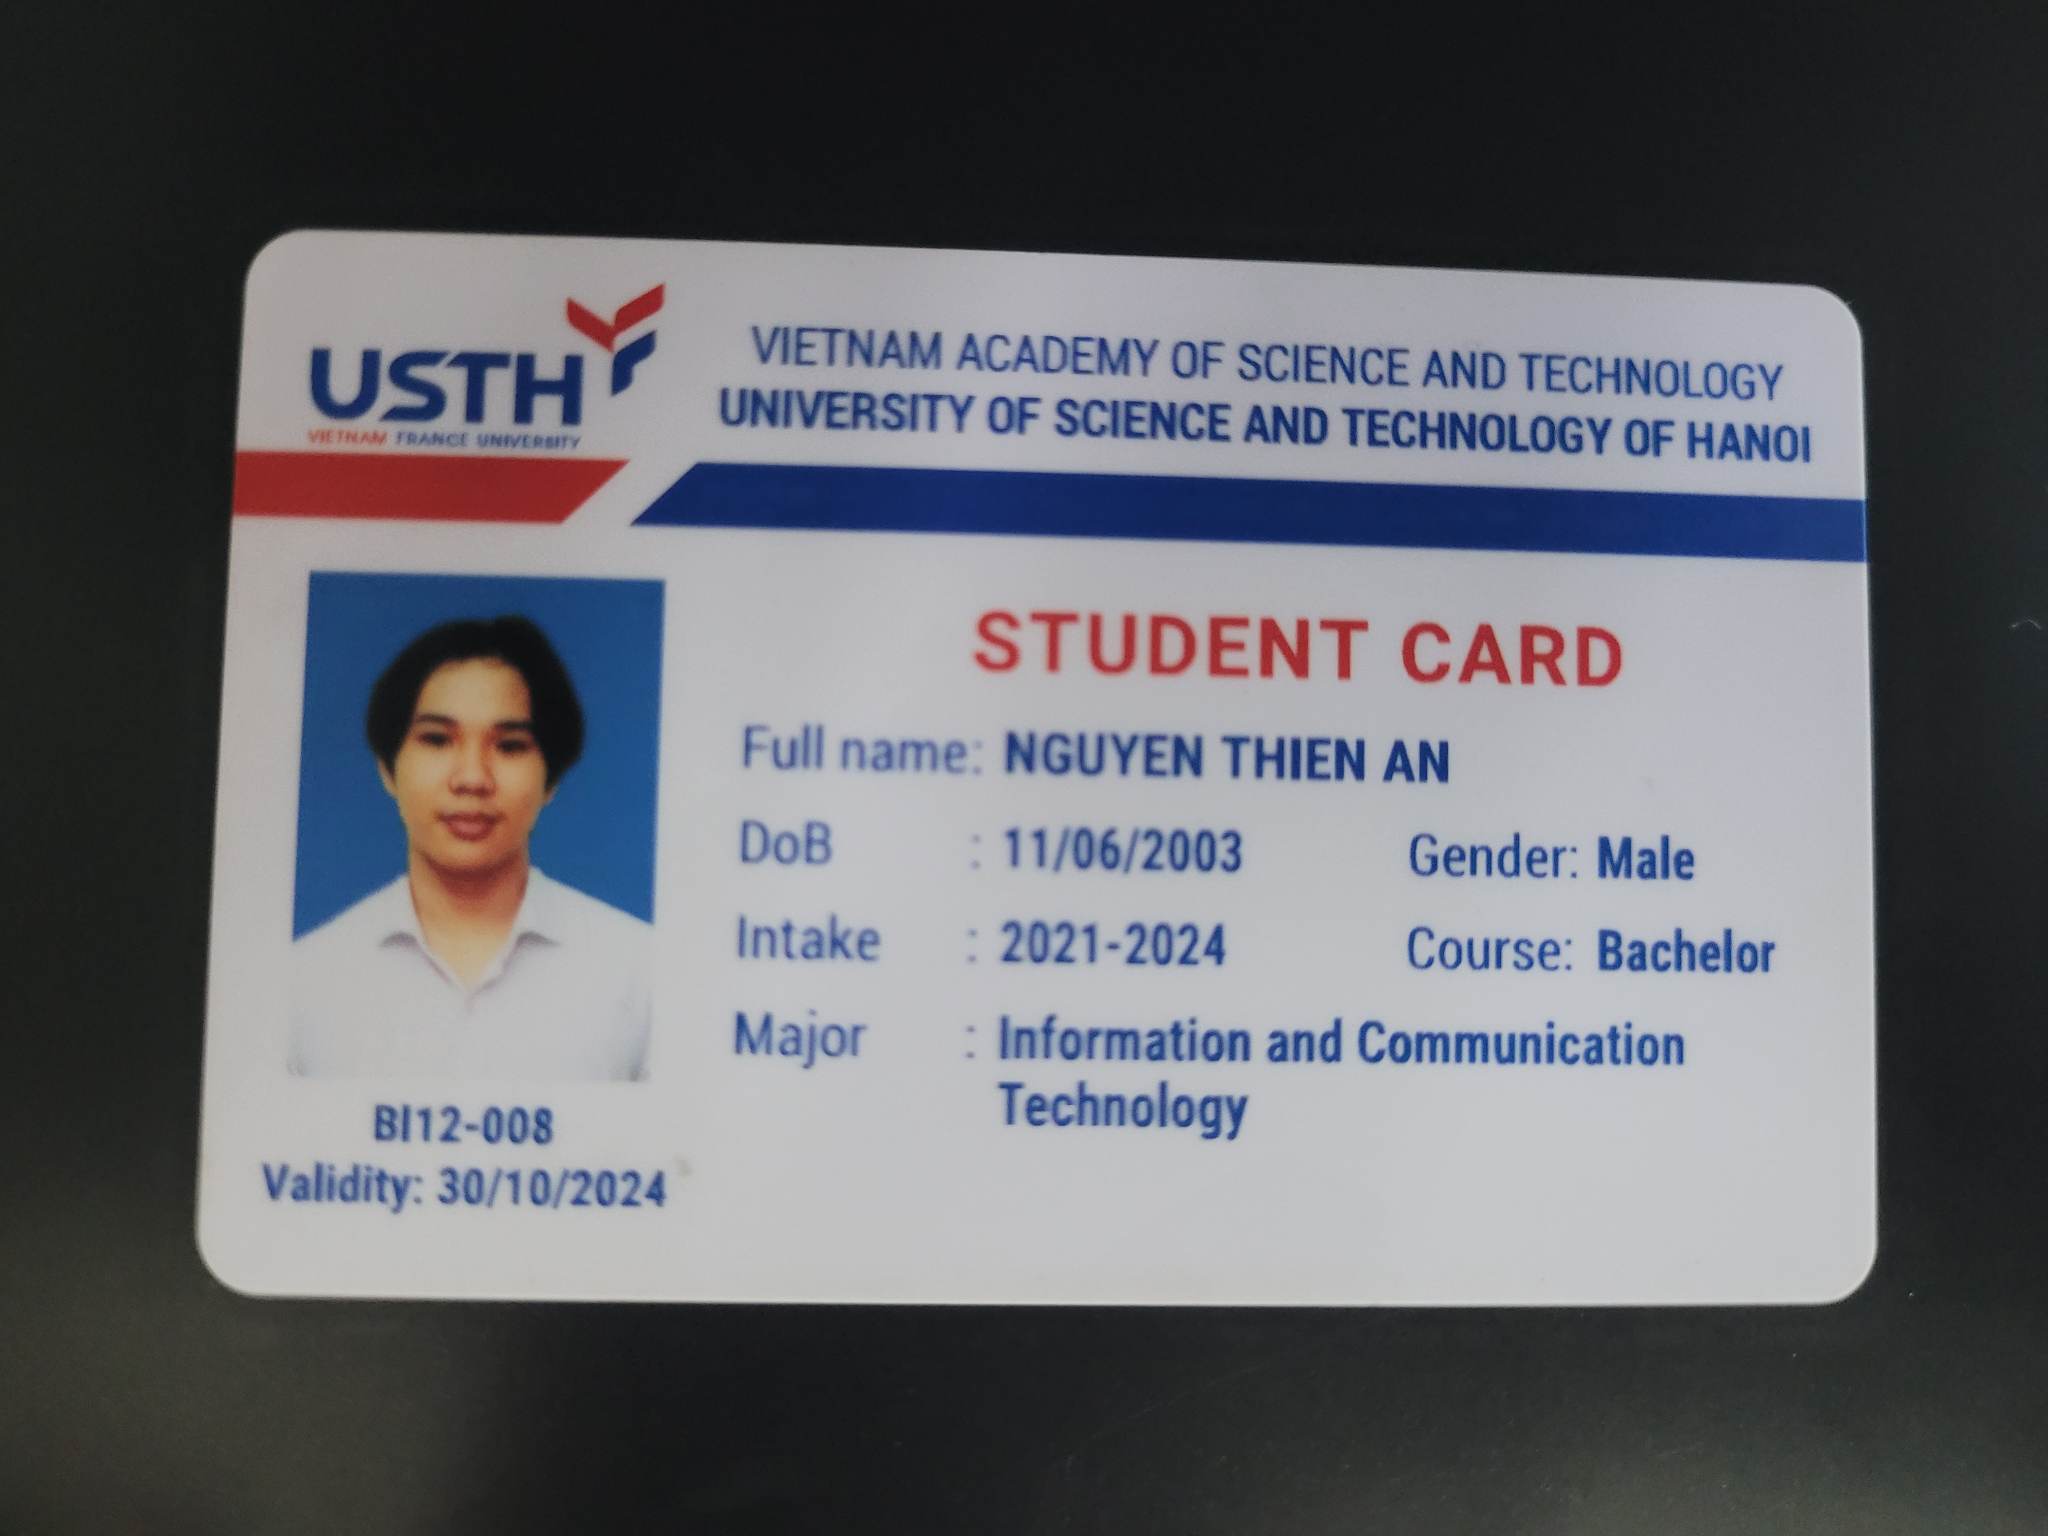 USTH
VIETNAM FRANCE UNIVERSITY
VIETNAM ACADEMY OF SCIENCE AND TECHNOLOGY
UNIVERSITY OF SCIENCE AND TECHNOLOGY OF HANOI
STUDENT CARD
Full name: NGUYEN THIEN AN
DoB : 11/06/2003 Gender: Male
Intake : 2021-2024 Course: Bachelor
Major : Information and Communication
Technology
BI12-008
Validity: 30/10/2024